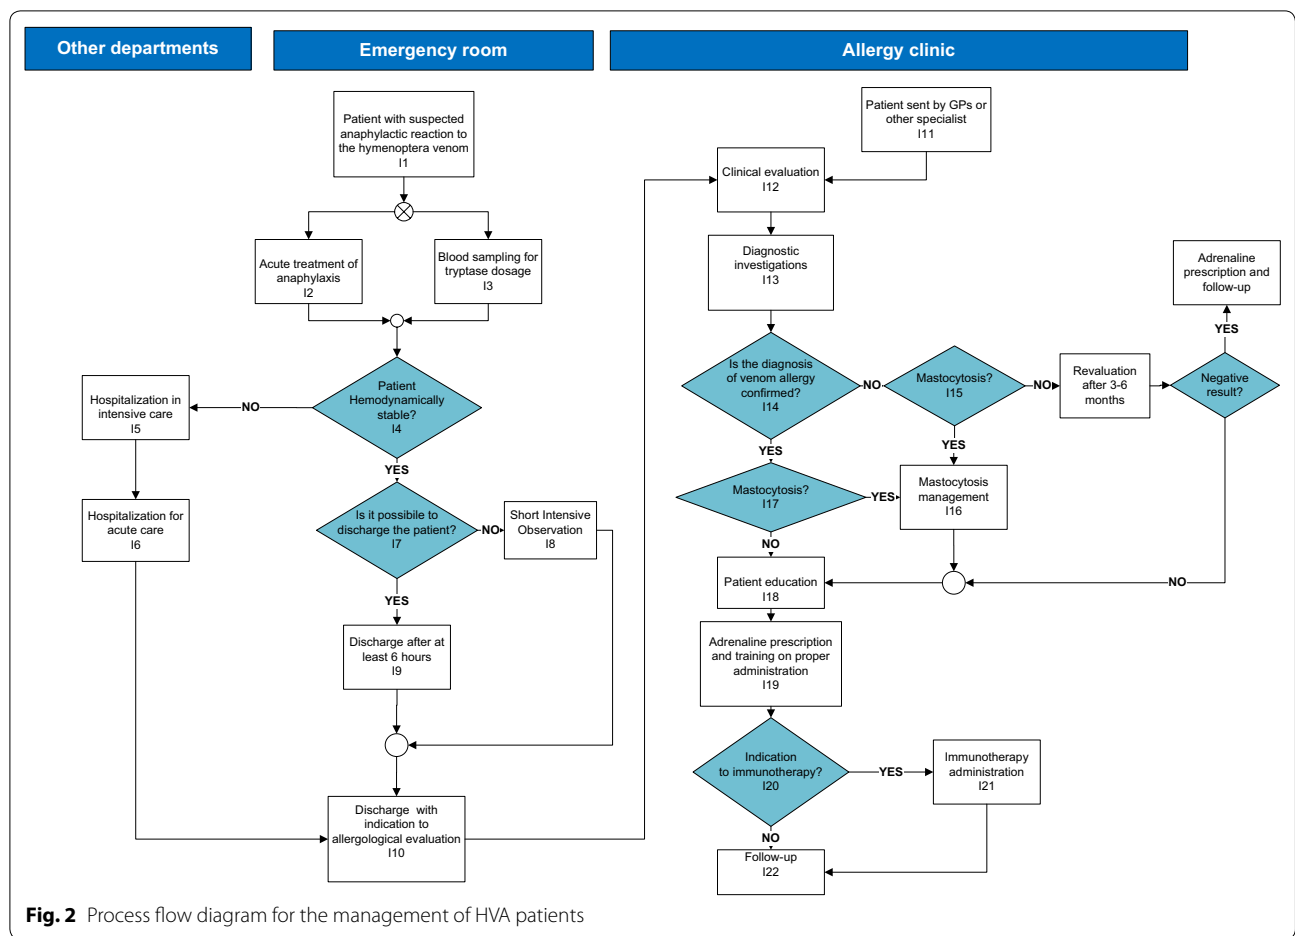 Other departments
Emergency room
Allergy clinic
Patient with suspected
anaphylactic reaction to
the hymenoptera venom
I1
Acute treatment of
anaphylaxis
I2
Blood sampling for
tryptase dosage
I3
Patient
Hemodynamically
stable?
I4
NO
Hospitalization in
intensive care
I5
Hospitalization for
acute care
I6
YES
Is it possibile to
discharge the patient?
I7
NO
Short Intensive
Observation
I8
YES
Discharge after at
least 6 hours
I9
Discharge with
indication to
allergological evaluation
I10
Patient sent by GPs or
other specialist
I11
Clinical evaluation
I12
Diagnostic
investigations
I13
Is the diagnosis
of venom allergy
confirmed?
I14
NO
Mastocytosis?
I15
NO
Revaluation
after 3-6
months
Negative
result?
YES
Adrenaline
prescription and
follow-up
YES
Mastocytosis?
I17
YES
YES
Mastocytosis
management
I16
NO
NO
Patient education
I18
Adrenaline prescription
and training on proper
administration
I19
Indication
to immunotherapy?
I20
YES
Immunotherapy
administration
I21
NO
Follow-up
I22
Fig. 2 Process flow diagram for the management of HVA patients